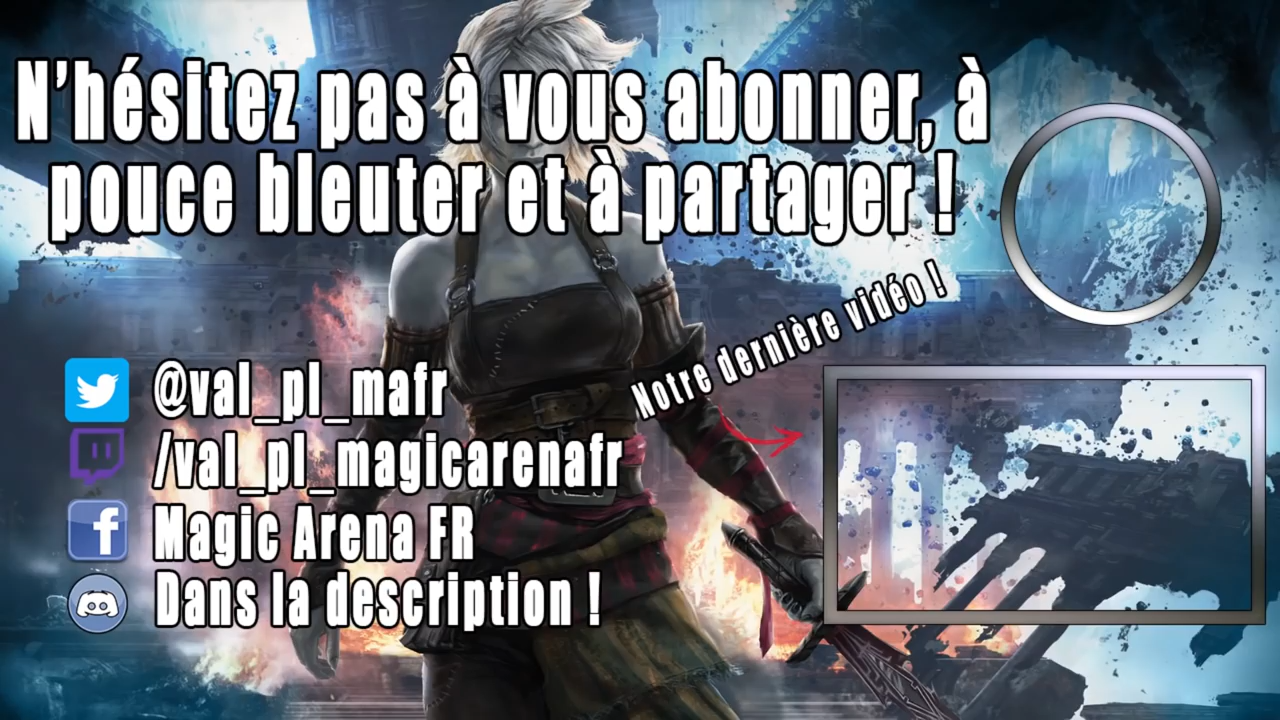 N'hésitez pas à vous abonner, à
pouce bleuter et à partager !
Notre dernière vidéo !
@val_pl_mafr
/val_pl_magicarenafr
Magic Arena FR
Dans la description !